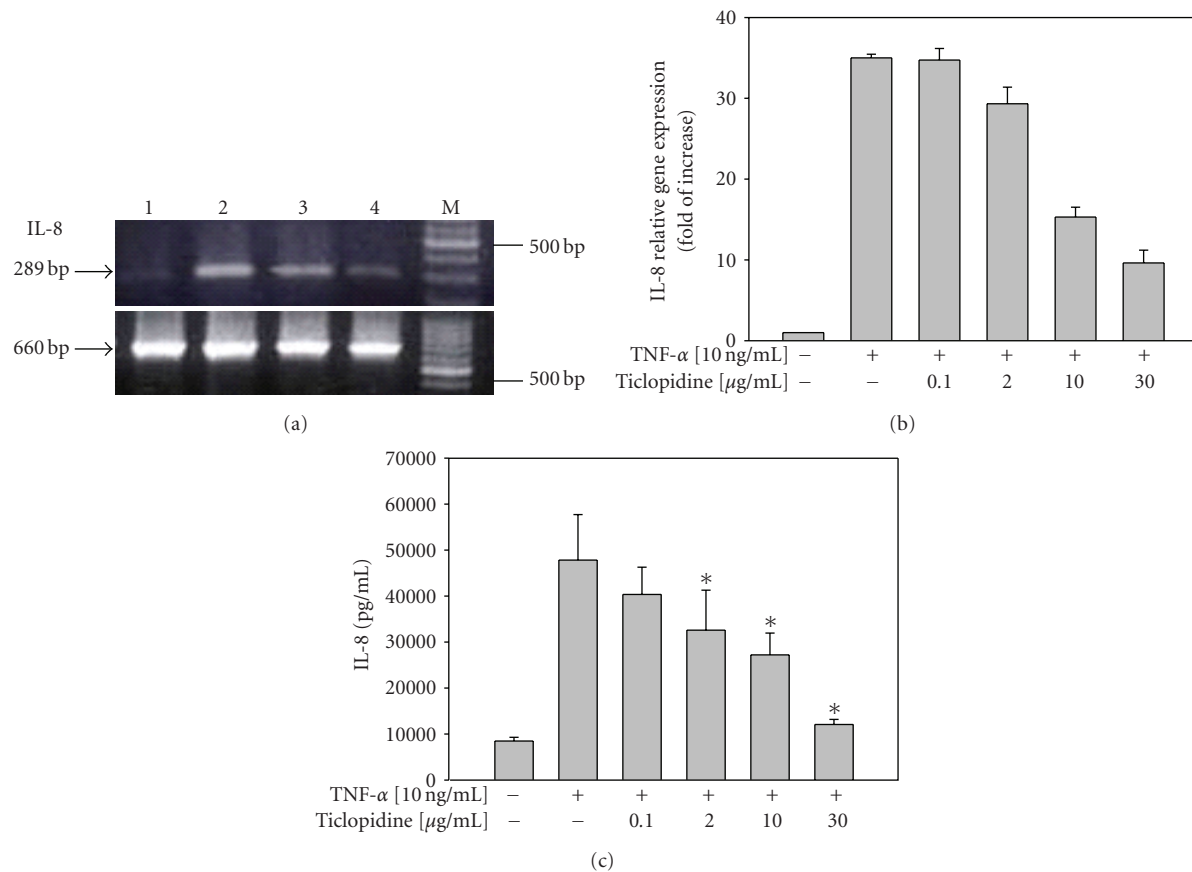 1 2 3 4 M
IL-8
289 bp
500 bp
660 bp
500 bp
(a)
IL-8 relative gene expression
(fold of increase)
40
30
20
10
0
TNF-α [10 ng/mL] − + + + + +
Ticlopidine [μg/mL] − − 0.1 2 10 30
(b)
IL-8 (pg/mL)
70000
60000
50000
40000
30000
20000
10000
0
* * *
TNF-α [10 ng/mL] − + + + + +
Ticlopidine [μg/mL] − − 0.1 2 10 30
(c)